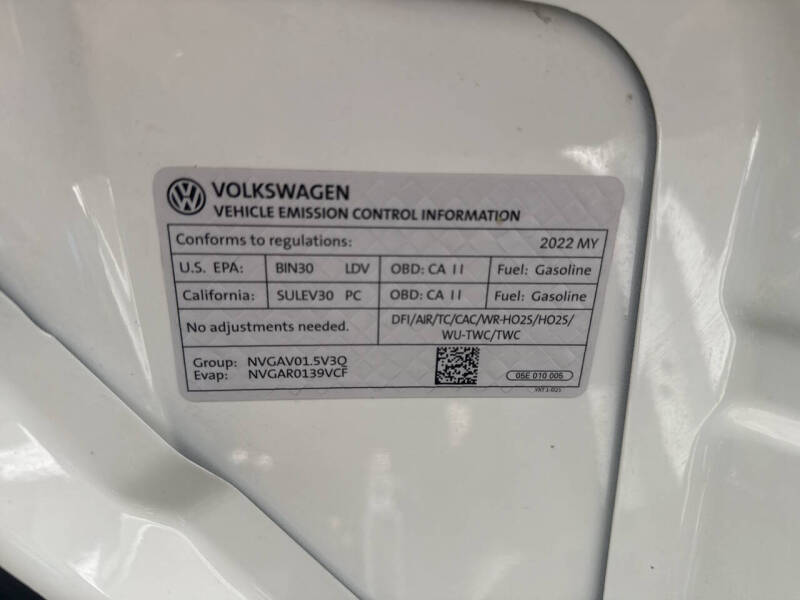 VOLKSWAGEN
VEHICLE EMISSION CONTROL INFORMATION
Conforms to regulations: 2022 MY
U.S. EPA: BIN30 LDV OBD: CA II Fuel: Gasoline
California: SULEV30 PC OBD: CA II Fuel: Gasoline
No adjustments needed. DFI/AIR/TC/CAC/WR-HO2S/HO2S/
WU-TWC/TWC
Group: NVGAV01.5V3Q
Evap: NVGAR0139VCF
05E 010 005